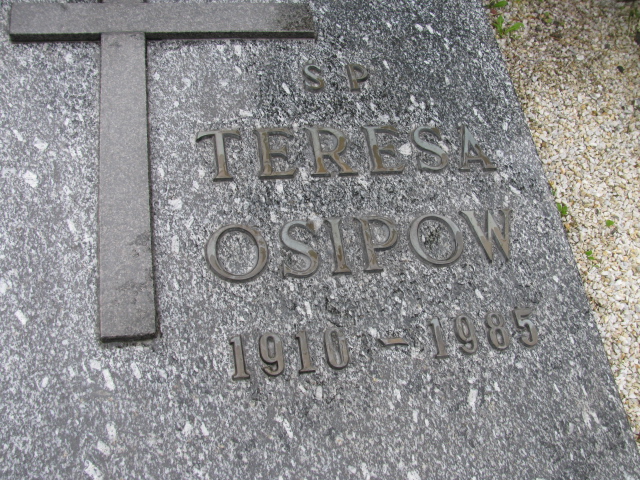 SP
TERESA
OSIPOW
1910 - 1985